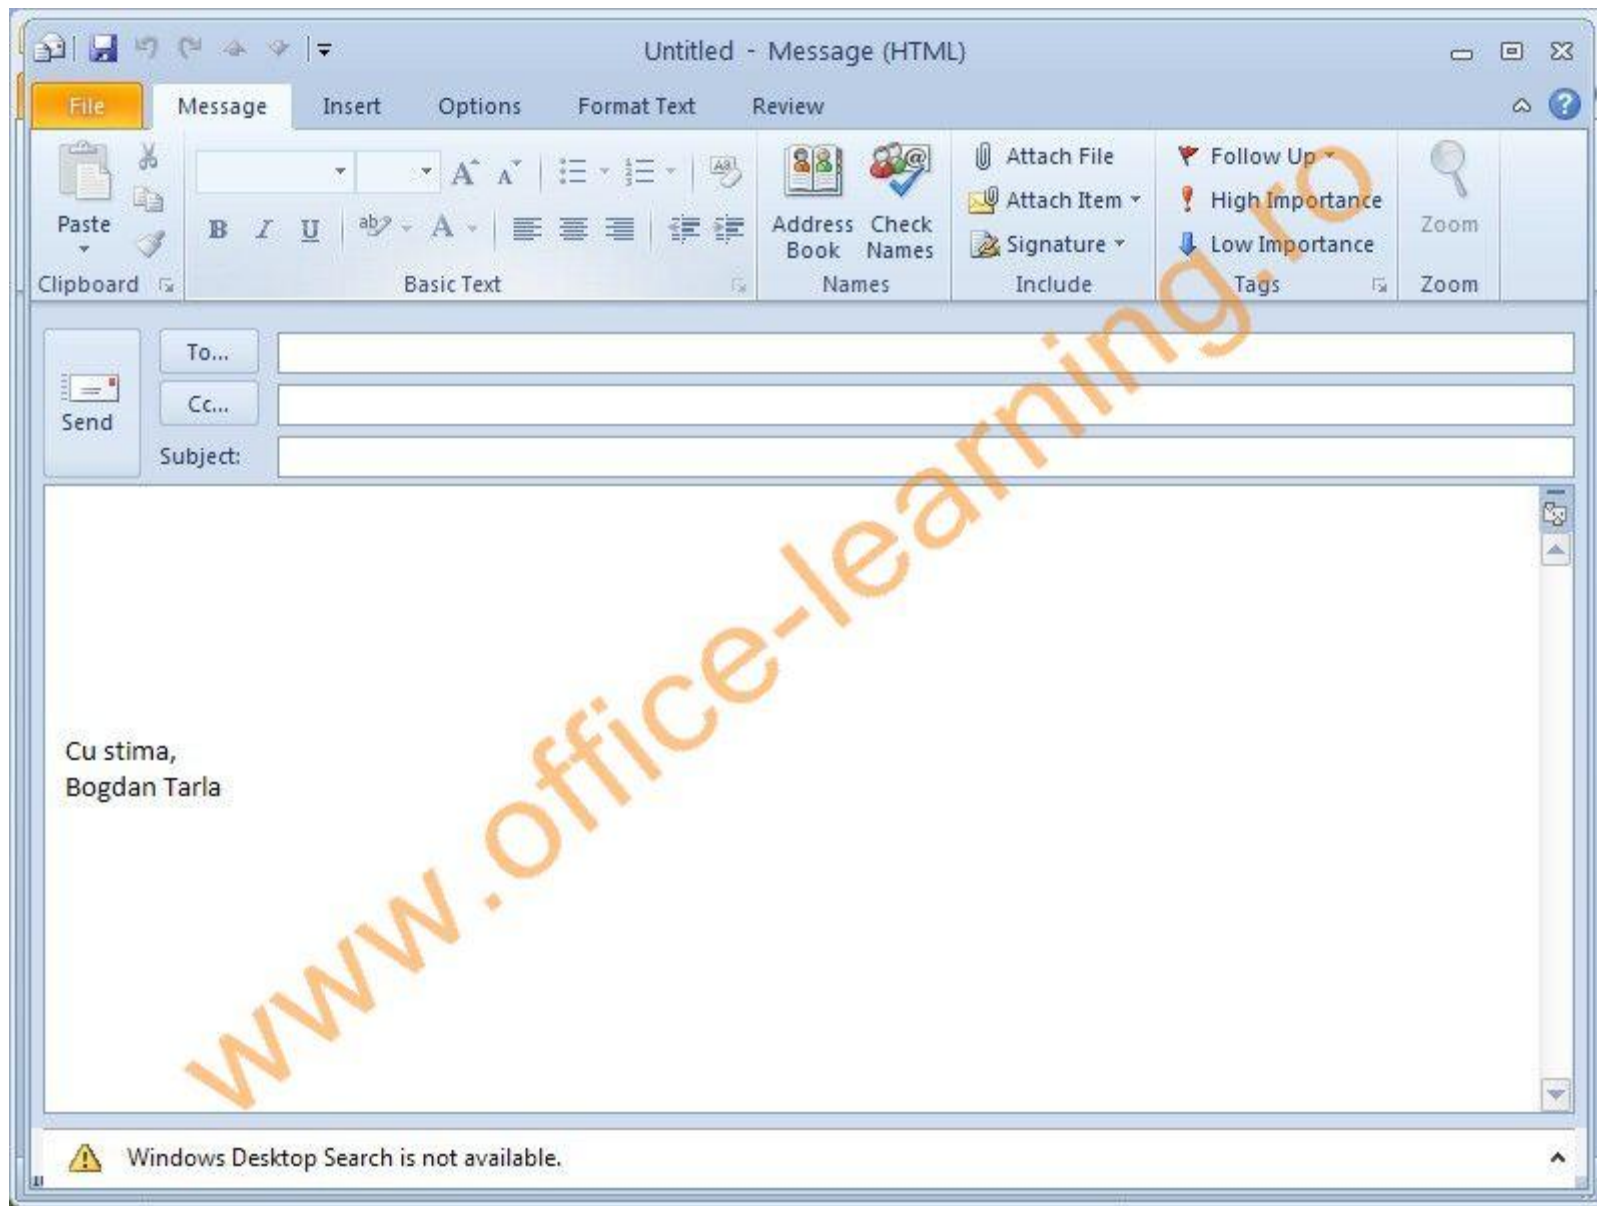 Untitled - Message (HTML)
File Message Insert Options Format Text Review
Paste
Clipboard
B I U ab A
Basic Text
Address Book
Check Names
Names
Attach File
Attach Item
Signature
Include
Follow Up
High Importance
Low Importance
Tags
Zoom
Zoom
Send
To...
Cc...
Subject:
Cu stima,
Bogdan Tarla
www.office-learning.ro
Windows Desktop Search is not available.